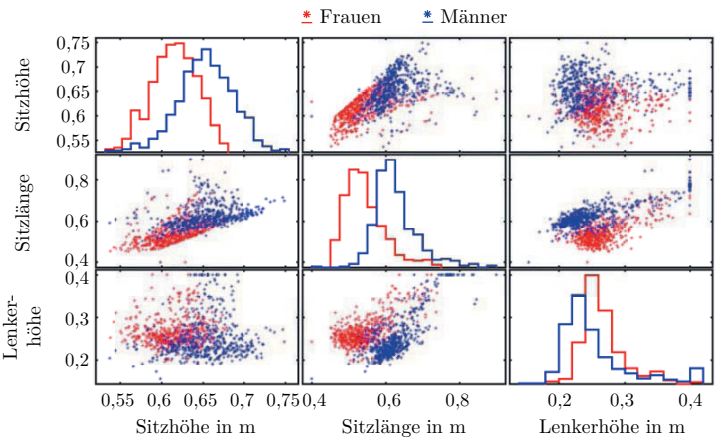 Frauen Männer
Sitzhöhe
0,75
0,7
0,65
0,6
0,55
Sitzlänge
0,8
0,6
0,4
Lenker-
höhe
0,4
0,3
0,2
0,55 0,6 0,65 0,7 0,75 0,4 0,6 0,8 0,2 0,3 0,4
Sitzhöhe in m Sitzlänge in m Lenkerhöhe in m